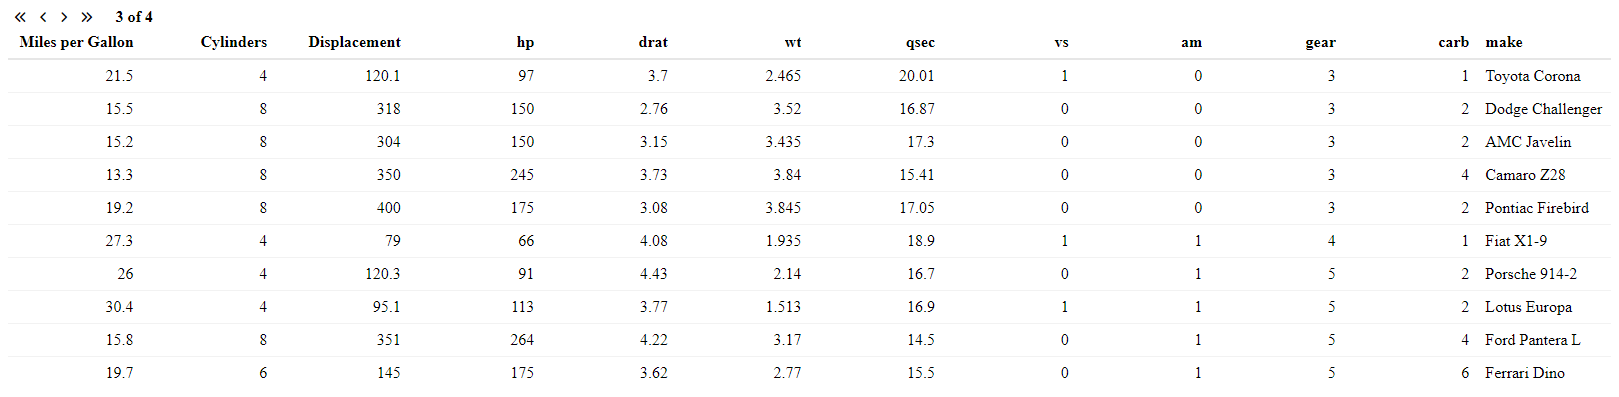 « ‹ › » 3 of 4
Miles per Gallon Cylinders Displacement hp drat wt qsec vs am gear carb make
21.5 4 120.1 97 3.7 2.465 20.01 1 0 3 1 Toyota Corona
15.5 8 318 150 2.76 3.52 16.87 0 0 3 2 Dodge Challenger
15.2 8 304 150 3.15 3.435 17.3 0 0 3 2 AMC Javelin
13.3 8 350 245 3.73 3.84 15.41 0 0 3 4 Camaro Z28
19.2 8 400 175 3.08 3.845 17.05 0 0 3 2 Pontiac Firebird
27.3 4 79 66 4.08 1.935 18.9 1 1 4 1 Fiat X1-9
26 4 120.3 91 4.43 2.14 16.7 0 1 5 2 Porsche 914-2
30.4 4 95.1 113 3.77 1.513 16.9 1 1 5 2 Lotus Europa
15.8 8 351 264 4.22 3.17 14.5 0 1 5 4 Ford Pantera L
19.7 6 145 175 3.62 2.77 15.5 0 1 5 6 Ferrari Dino